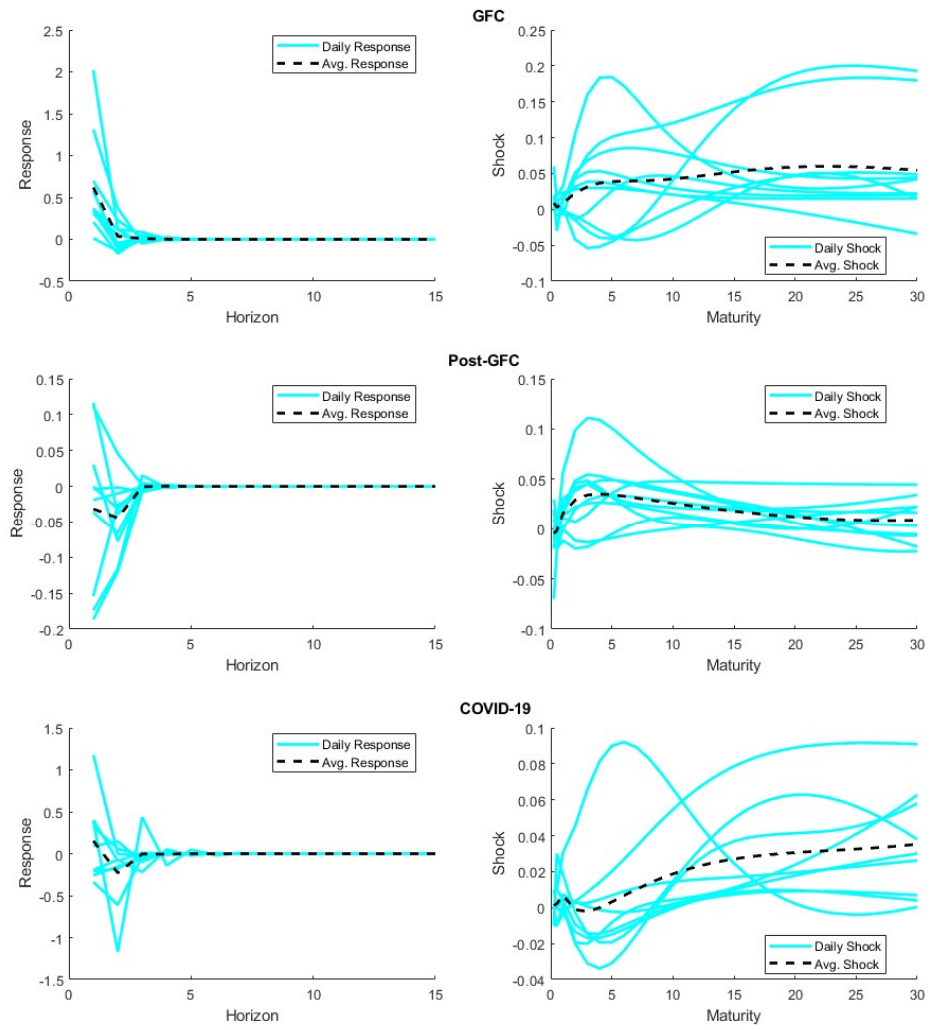 GFC
2.5
2
1.5
1
0.5
0
-0.5
0
5
10
15
Response
Horizon
Daily Response
Avg. Response
0.25
0.2
0.15
0.1
0.05
0
-0.05
-0.1
0
5
10
15
20
25
30
Shock
Maturity
Daily Shock
Avg. Shock
Post-GFC
0.15
0.1
0.05
0
-0.05
-0.1
-0.15
-0.2
0
5
10
15
Response
Horizon
Daily Response
Avg. Response
0.15
0.1
0.05
0
-0.05
-0.1
0
5
10
15
20
25
30
Shock
Maturity
Daily Shock
Avg. Shock
COVID-19
1.5
1
0.5
0
-0.5
-1
-1.5
0
5
10
15
Response
Horizon
Daily Response
Avg. Response
0.1
0.08
0.06
0.04
0.02
0
-0.02
-0.04
0
5
10
15
20
25
30
Shock
Maturity
Daily Shock
Avg. Shock